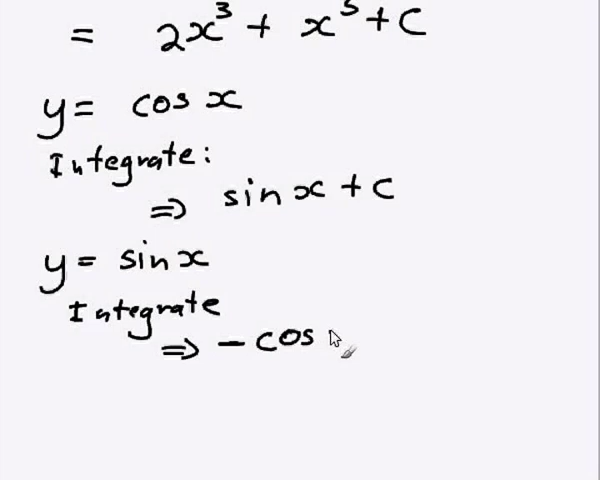 = 2x³ + x⁵ + C
y = cos x
Integrate:
⇒ sin x + C
y = sin x
Integrate
⇒ - cos